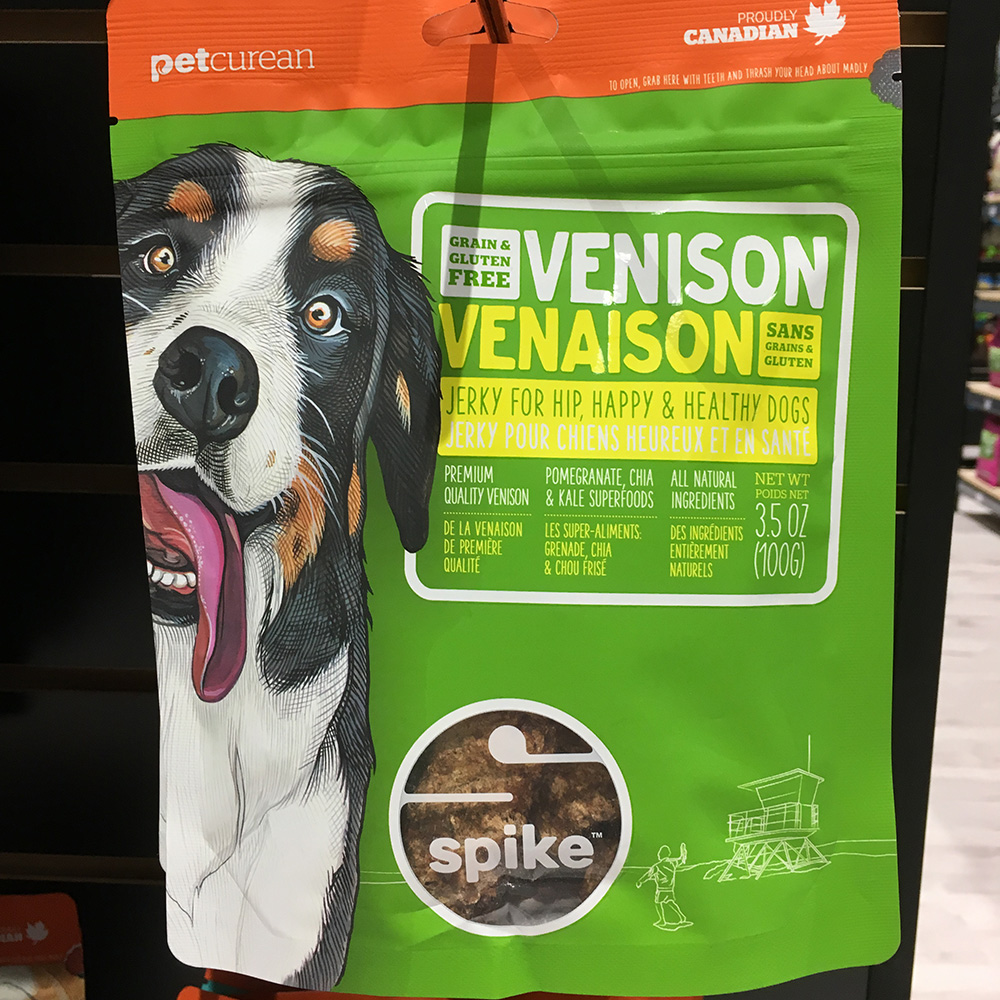 petcurean
PROUDLY
CANADIAN
TO OPEN, GRAB HERE WITH TEETH AND THRASH YOUR HEAD ABOUT MADLY
GRAIN &
GLUTEN
FREE
VENISON
VENAISON
SANS
GRAINS &
GLUTEN
JERKY FOR HIP, HAPPY & HEALTHY DOGS
JERKY POUR CHIENS HEUREUX ET EN SANTÉ
PREMIUM
QUALITY VENISON
POMEGRANATE, CHIA
& KALE SUPERFOODS
ALL NATURAL
INGREDIENTS
NET WT
POIDS NET
3.5 OZ
(100G)
DE LA VENAISON
DE PREMIÈRE
QUALITÉ
LES SUPER-ALIMENTS:
GRENADE, CHIA
& CHOU FRISÉ
DES INGRÉDIENTS
ENTIÈREMENT
NATURELS
spike™